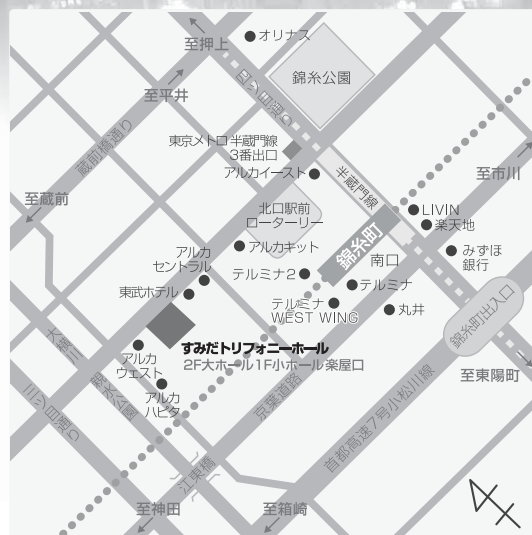 至押上
オリナス
四ツ目通り
錦糸公園
至平井
蔵前橋通り
東京メトロ半蔵門線
3番出口
アルカイースト
半蔵門線
至市川
至蔵前
北口駅前
ロータリー
LIVIN
楽天地
アルカキット
錦糸町
南口
みずほ
銀行
アルカ
セントラル
テルミナ2
テルミナ
東武ホテル
テルミナ
WEST WING
丸井
錦糸町出入口
すみだトリフォニーホール
2F大ホール1F小ホール楽屋口
アルカ
ウェスト
アルカ
ハビタ
大横川
親水公園
三ツ目通り
京葉道路
首都高速7号小松川線
至東陽町
江東橋
至神田
至箱崎